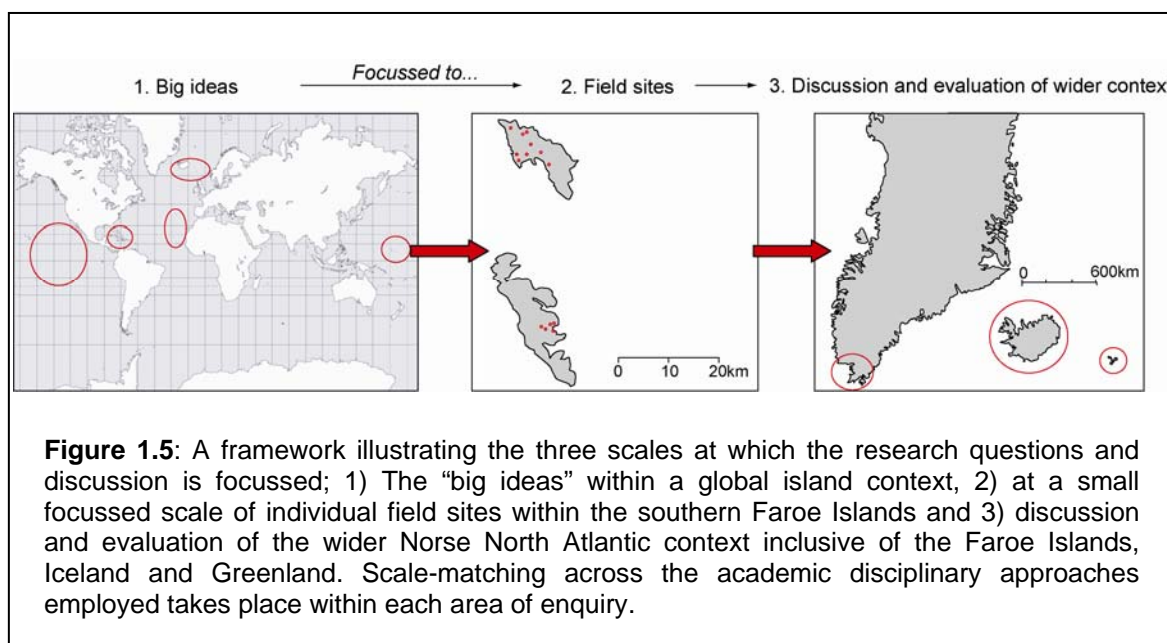 Focussed to...
1. Big ideas
2. Field sites
3. Discussion and evaluation of wider contex
0 600km
0 10 20km
Figure 1.5: A framework illustrating the three scales at which the research questions and
discussion is focussed; 1) The “big ideas” within a global island context, 2) at a small
focussed scale of individual field sites within the southern Faroe Islands and 3) discussion
and evaluation of the wider Norse North Atlantic context inclusive of the Faroe Islands,
Iceland and Greenland. Scale-matching across the academic disciplinary approaches
employed takes place within each area of enquiry.